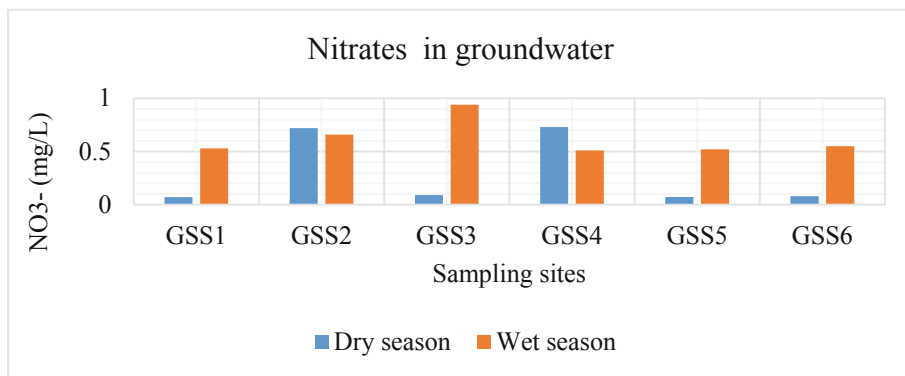 Nitrates in groundwater
NO3- (mg/L)
1
0.5
0
GSS1 GSS2 GSS3 GSS4 GSS5 GSS6
Sampling sites
Dry season Wet season